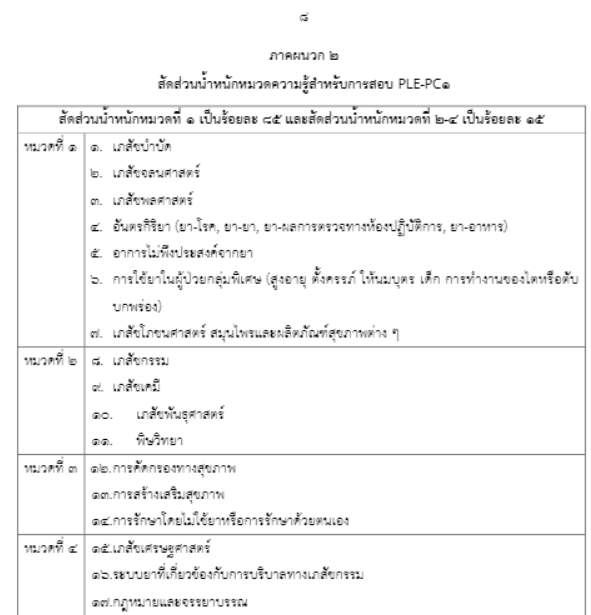 ๘
ภาคผนวก ๒
สัดส่วนน้ำหนักหมวดความรู้สำหรับการสอบ PLE-PC๑
สัดส่วนน้ำหนักหมวดที่ ๑ เป็นร้อยละ ๘๕ และสัดส่วนน้ำหนักหมวดที่ ๒-๔ เป็นร้อยละ ๑๕
หมวดที่ ๑ ๑. เภสัชบำบัด
๒. เภสัชจลนศาสตร์
๓. เภสัชพลศาสตร์
๔. อันตรกิริยา (ยา-โรค, ยา-ยา, ยา-ผลการตรวจทางห้องปฏิบัติการ, ยา-อาหาร)
๕. อาการไม่พึงประสงค์จากยา
๖. การใช้ยาในผู้ป่วยกลุ่มพิเศษ (สูงอายุ ตั้งครรภ์ ให้นมบุตร เด็ก การทำงานของไตหรือตับ
บกพร่อง)
๗. เภสัชโภชนศาสตร์ สมุนไพรและผลิตภัณฑ์สุขภาพต่าง ๆ
หมวดที่ ๒ ๘. เภสัชกรรม
๙. เภสัชเคมี
๑๐. เภสัชพันธุศาสตร์
๑๑. พิษวิทยา
หมวดที่ ๓ ๑๒.การคัดกรองทางสุขภาพ
๑๓.การสร้างเสริมสุขภาพ
๑๔.การรักษาโดยไม่ใช้ยาหรือการรักษาด้วยตนเอง
หมวดที่ ๔ ๑๕.เภสัชเศรษฐศาสตร์
๑๖.ระบบยาที่เกี่ยวข้องกับการบริบาลทางเภสัชกรรม
๑๗.กฎหมายและจรรยาบรรณ